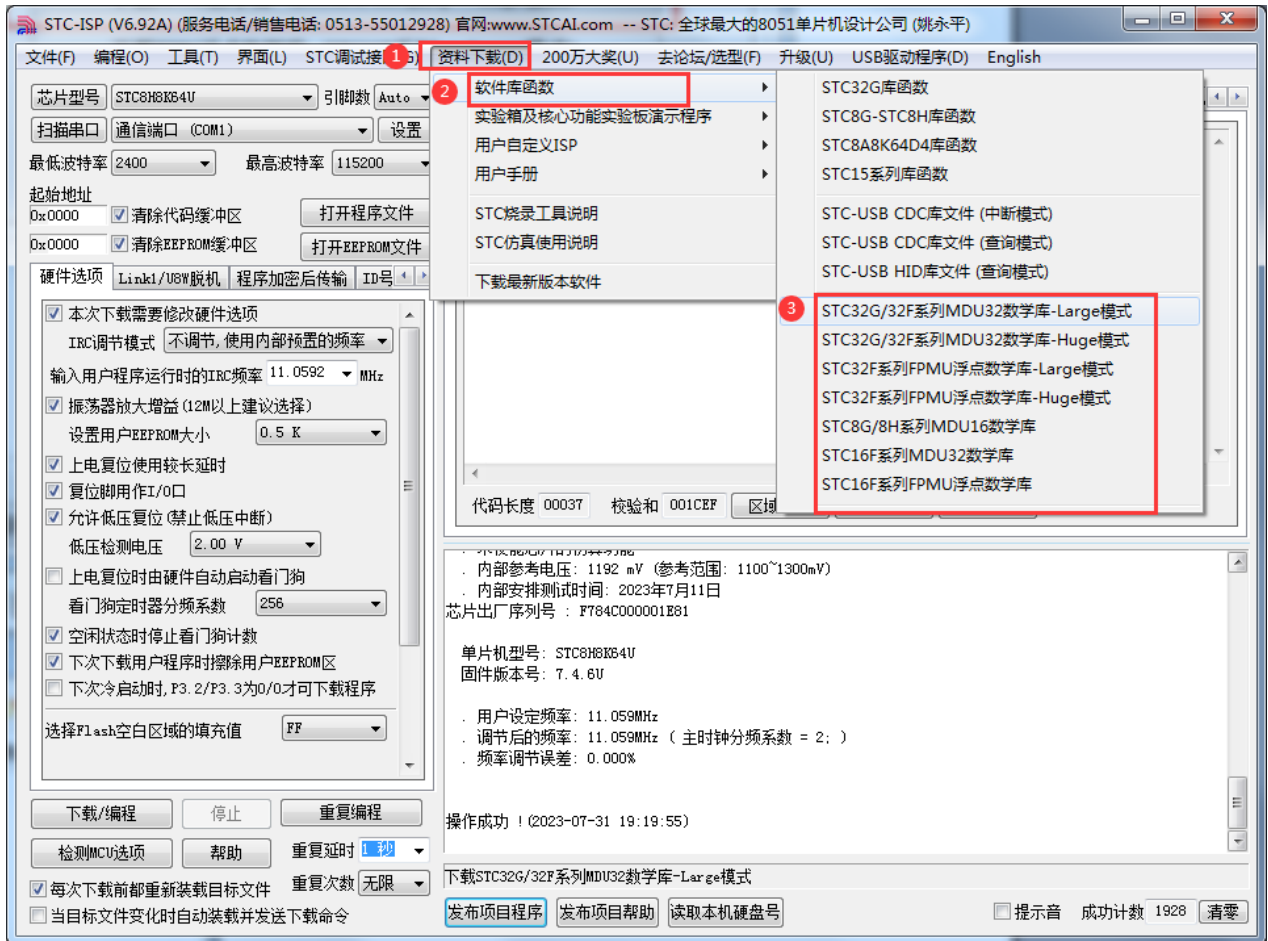 STC-ISP (V6.92A) (服务电话/销售电话: 0513-55012928) 官网:www.STCAI.com -- STC: 全球最大的8051单片机设计公司 (姚永平)
文件(F) 编程(O) 工具(T) 界面(L) STC调试接 1 G) 资料下载(D) 200万大奖(U) 去论坛/选型(F) 升级(U) USB驱动程序(D) English
芯片型号 STC8H8K64U 引脚数 Auto
扫描串口 通信端口 (COM1) 设置
最低波特率 2400 最高波特率 115200
起始地址
0x0000 清除代码缓冲区 打开程序文件
0x0000 清除EEPROM缓冲区 打开EEPROM文件
硬件选项 Link1/U8W脱机 程序加密后传输 ID号
本次下载需要修改硬件选项
IRC调节模式 不调节,使用内部预置的频率
输入用户程序运行时的IRC频率 11.0592 MHz
振荡器放大增益(12M以上建议选择)
设置用户EEPROM大小 0.5 K
上电复位使用较长延时
复位脚用作I/O口
允许低压复位(禁止低压中断)
低压检测电压 2.00 V
上电复位时由硬件自动启动看门狗
看门狗定时器分频系数 256
空闲状态时停止看门狗计数
下次下载用户程序时擦除用户EEPROM区
下次冷启动时,P3.2/P3.3为0/0才可下载程序
选择Flash空白区域的填充值 FF
下载/编程 停止 重复编程
检测MCU选项 帮助 重复延时 1 秒
每次下载前都重新装载目标文件 重复次数 无限
当目标文件变化时自动装载并发送下载命令
2 软件库函数
实验箱及核心功能实验板演示程序
用户自定义ISP
用户手册
STC烧录工具说明
STC仿真使用说明
下载最新版本软件
STC32G库函数
STC8G-STC8H库函数
STC8A8K64D4库函数
STC15系列库函数
STC-USB CDC库文件 (中断模式)
STC-USB CDC库文件 (查询模式)
STC-USB HID库文件 (查询模式)
3 STC32G/32F系列MDU32数学库-Large模式
STC32G/32F系列MDU32数学库-Huge模式
STC32F系列FPMU浮点数学库-Large模式
STC32F系列FPMU浮点数学库-Huge模式
STC8G/8H系列MDU16数学库
STC16F系列MDU32数学库
STC16F系列FPMU浮点数学库
代码长度 00037 校验和 001CEF 区域
. 内部参考电压: 1192 mV (参考范围: 1100~1300mV)
. 内部安排测试时间: 2023年7月11日
芯片出厂序列号 : F784C000001E81
单片机型号: STC8H8K64U
固件版本号: 7.4.6U
. 用户设定频率: 11.059MHz
. 调节后的频率: 11.059MHz ( 主时钟分频系数 = 2; )
. 频率调节误差: 0.000%
操作成功 !(2023-07-31 19:19:55)
下载STC32G/32F系列MDU32数学库-Large模式
发布项目程序 发布项目帮助 读取本机硬盘号 提示音 成功计数 1928 清零